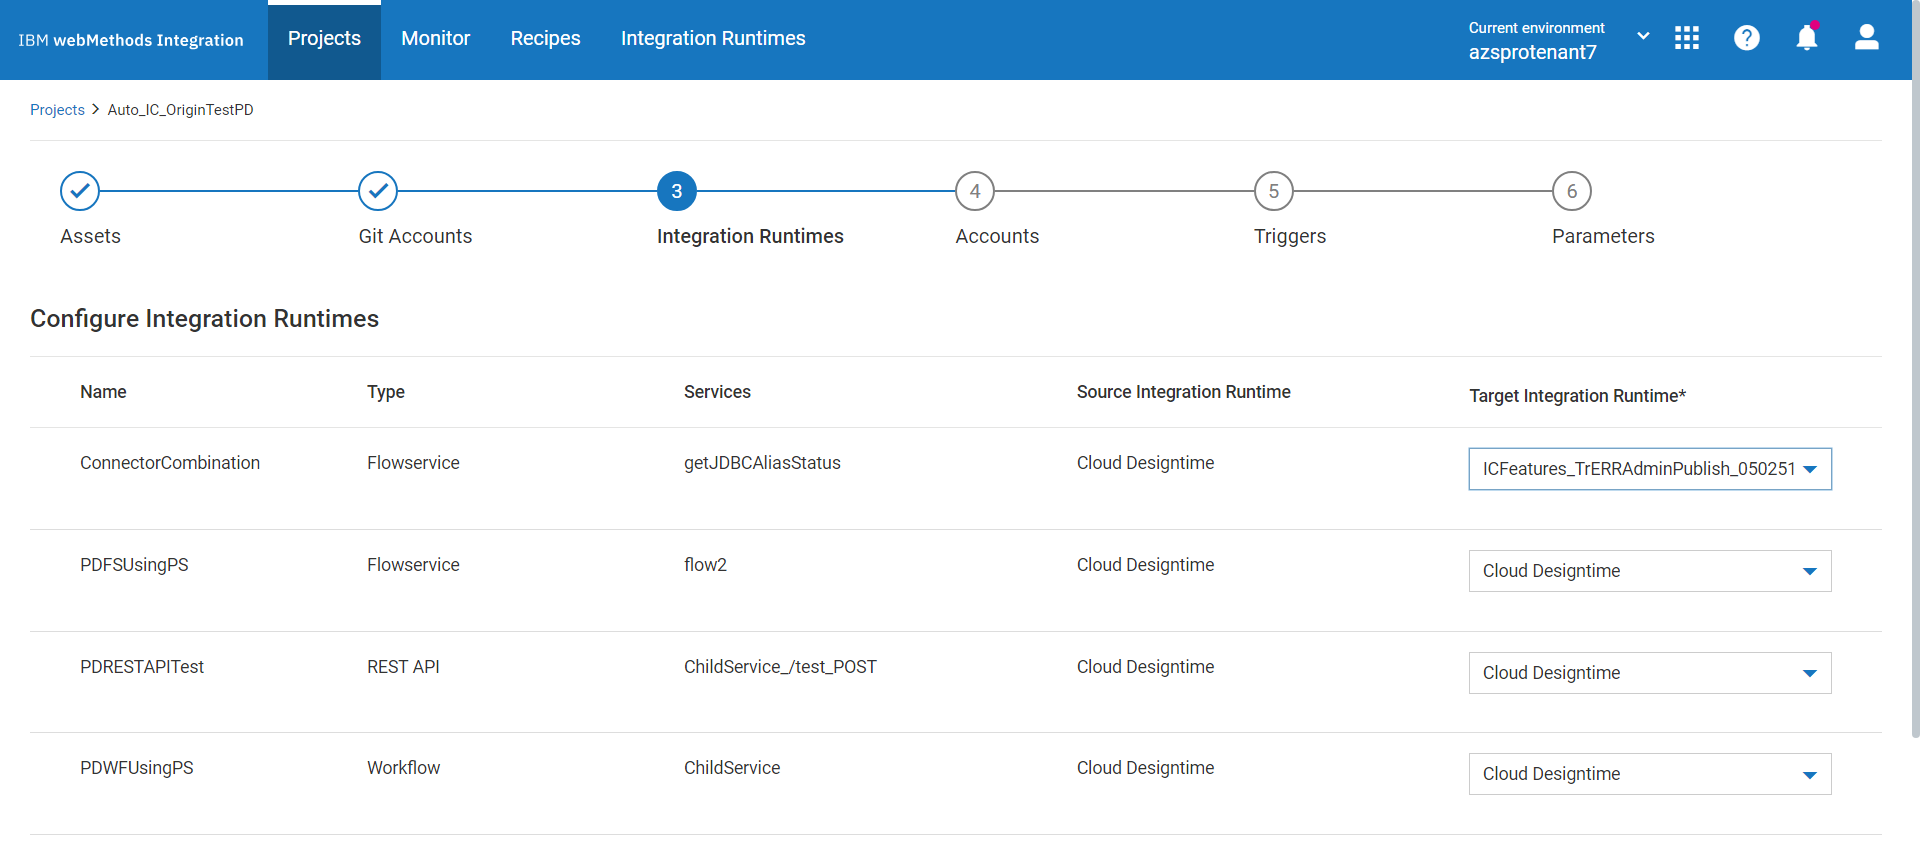 IBM webMethods Integration Projects Monitor Recipes Integration Runtimes
Current environment
azsprotenant7
?
Projects > Auto_IC_OriginTestPD
3 4 5 6
Assets Git Accounts Integration Runtimes Accounts Triggers Parameters
Configure Integration Runtimes
Name Type Services Source Integration Runtime Target Integration Runtime*
ConnectorCombination Flowservice getJDBCAliasStatus Cloud Designtime ICFeatures_TrERRAdminPublish_050251
PDFSUsingPS Flowservice flow2 Cloud Designtime Cloud Designtime
PDRESTAPITest REST API ChildService_/test_POST Cloud Designtime Cloud Designtime
PDWFUsingPS Workflow ChildService Cloud Designtime Cloud Designtime